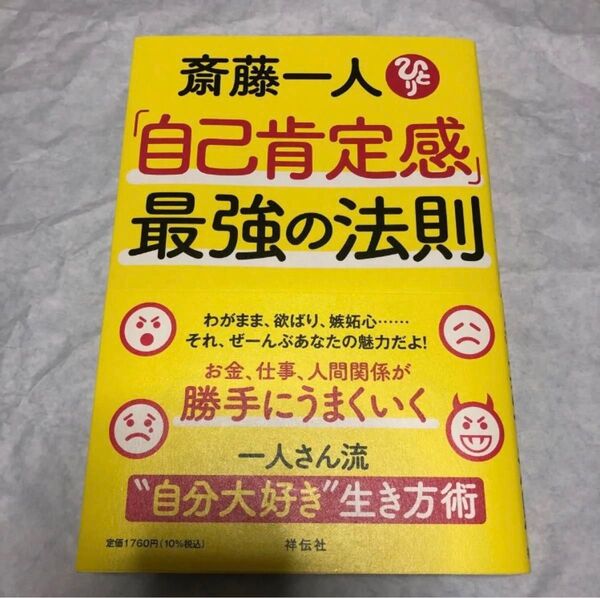 斎藤一人
ひとり
「自己肯定感」
最強の法則
わがまま、欲ばり、嫉妬心……
それ、ぜーんぶあなたの魅力だよ!
お金、仕事、人間関係が
勝手にうまくいく
一人さん流
“自分大好き”生き方術
定価1760円(10%税込)
祥伝社